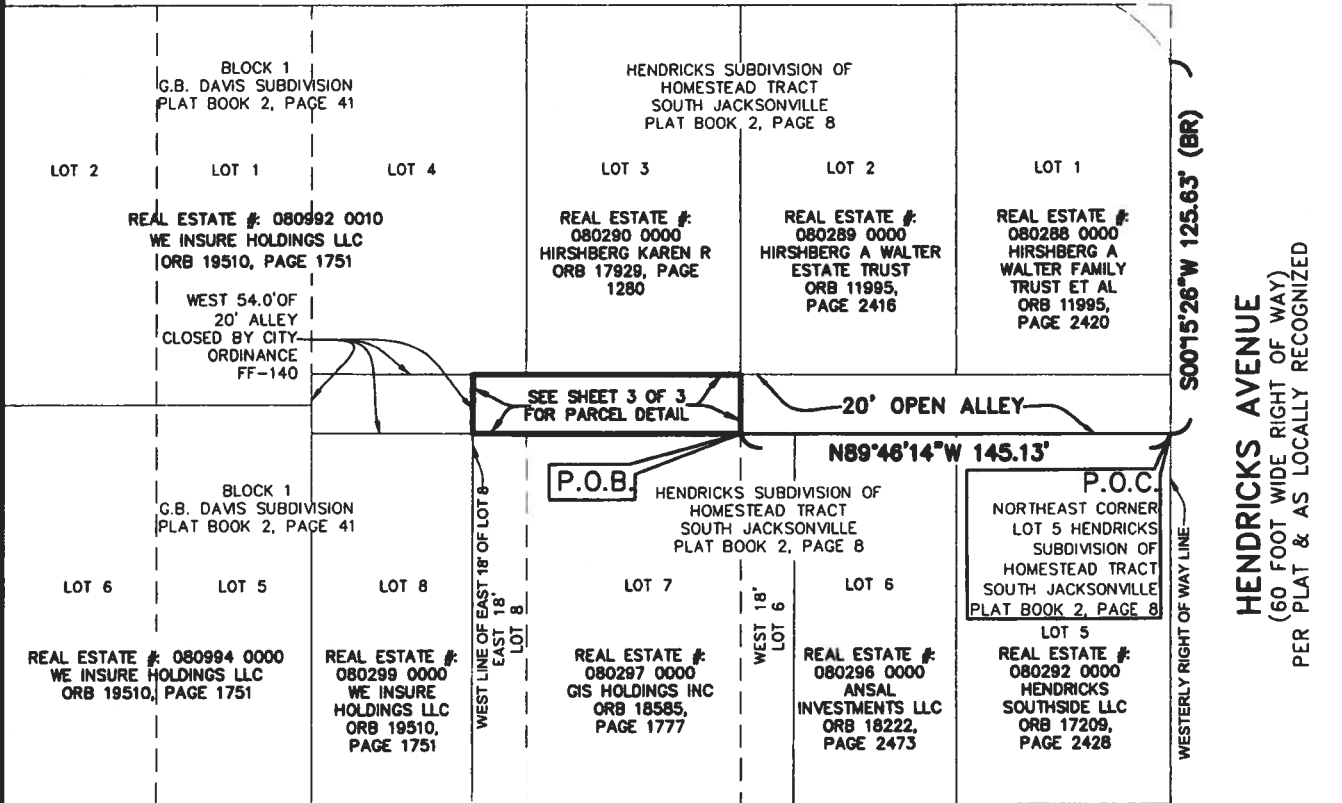 BLOCK 1
G.B. DAVIS SUBDIVISION
PLAT BOOK 2, PAGE 41
HENDRICKS SUBDIVISION OF
HOMESTEAD TRACT
SOUTH JACKSONVILLE
PLAT BOOK 2, PAGE 8
LOT 2
LOT 1
LOT 4
LOT 3
LOT 2
LOT 1
REAL ESTATE #: 080992 0010
WE INSURE HOLDINGS LLC
ORB 19510, PAGE 1751
REAL ESTATE #:
080290 0000
HIRSHBERG KAREN R
ORB 17929, PAGE
1280
REAL ESTATE #:
080289 0000
HIRSHBERG A WALTER
ESTATE TRUST
ORB 11995,
PAGE 2416
REAL ESTATE #:
080288 0000
HIRSHBERG A
WALTER FAMILY
TRUST ET AL
ORB 11995,
PAGE 2420
S00°15'26"W 125.63' (BR)
HENDRICKS AVENUE
(60 FOOT WIDE RIGHT OF WAY)
PER PLAT & AS LOCALLY RECOGNIZED
WEST 54.0'OF
20' ALLEY
CLOSED BY CITY
ORDINANCE
FF-140
SEE SHEET 3 OF 3
FOR PARCEL DETAIL
20' OPEN ALLEY
N89°46'14"W 145.13'
P.O.B.
P.O.C.
NORTHEAST CORNER
LOT 5 HENDRICKS
SUBDIVISION OF
HOMESTEAD TRACT
SOUTH JACKSONVILLE
PLAT BOOK 2, PAGE 8
BLOCK 1
G.B. DAVIS SUBDIVISION
PLAT BOOK 2, PAGE 41
HENDRICKS SUBDIVISION OF
HOMESTEAD TRACT
SOUTH JACKSONVILLE
PLAT BOOK 2, PAGE 8
LOT 6
LOT 5
LOT 8
WEST LINE OF EAST 18' OF LOT 8
EAST 18'
LOT 8
LOT 7
WEST 18'
LOT 6
LOT 6
LOT 5
WESTERLY RIGHT OF WAY LINE
REAL ESTATE #: 080994 0000
WE INSURE HOLDINGS LLC
ORB 19510, PAGE 1751
REAL ESTATE #:
080299 0000
WE INSURE
HOLDINGS LLC
ORB 19510,
PAGE 1751
REAL ESTATE #:
080297 0000
GIS HOLDINGS INC
ORB 18585,
PAGE 1777
REAL ESTATE #:
080296 0000
ANSAL
INVESTMENTS LLC
ORB 18222,
PAGE 2473
REAL ESTATE #:
080292 0000
HENDRICKS
SOUTHSIDE LLC
ORB 17209,
PAGE 2428